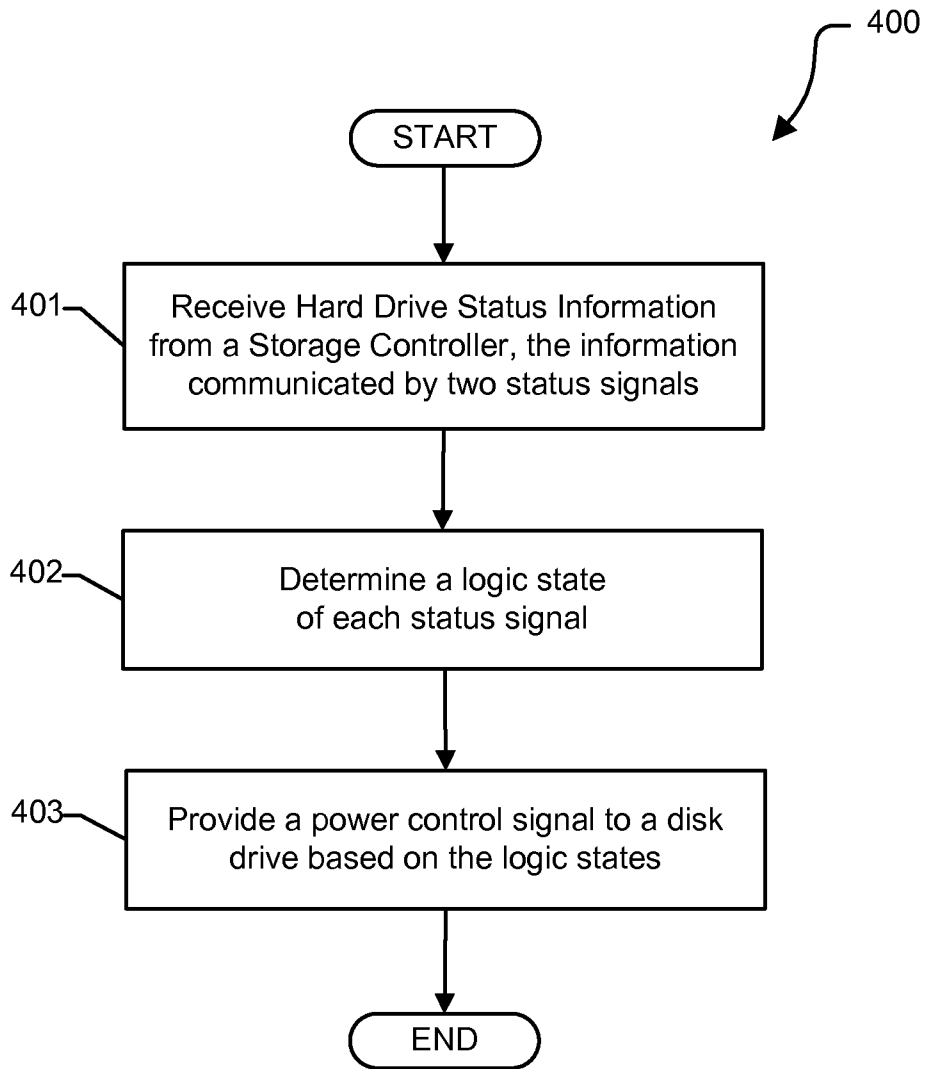 400
START
401
Receive Hard Drive Status Information
from a Storage Controller, the information
communicated by two status signals
402
Determine a logic state
of each status signal
403
Provide a power control signal to a disk
drive based on the logic states
END